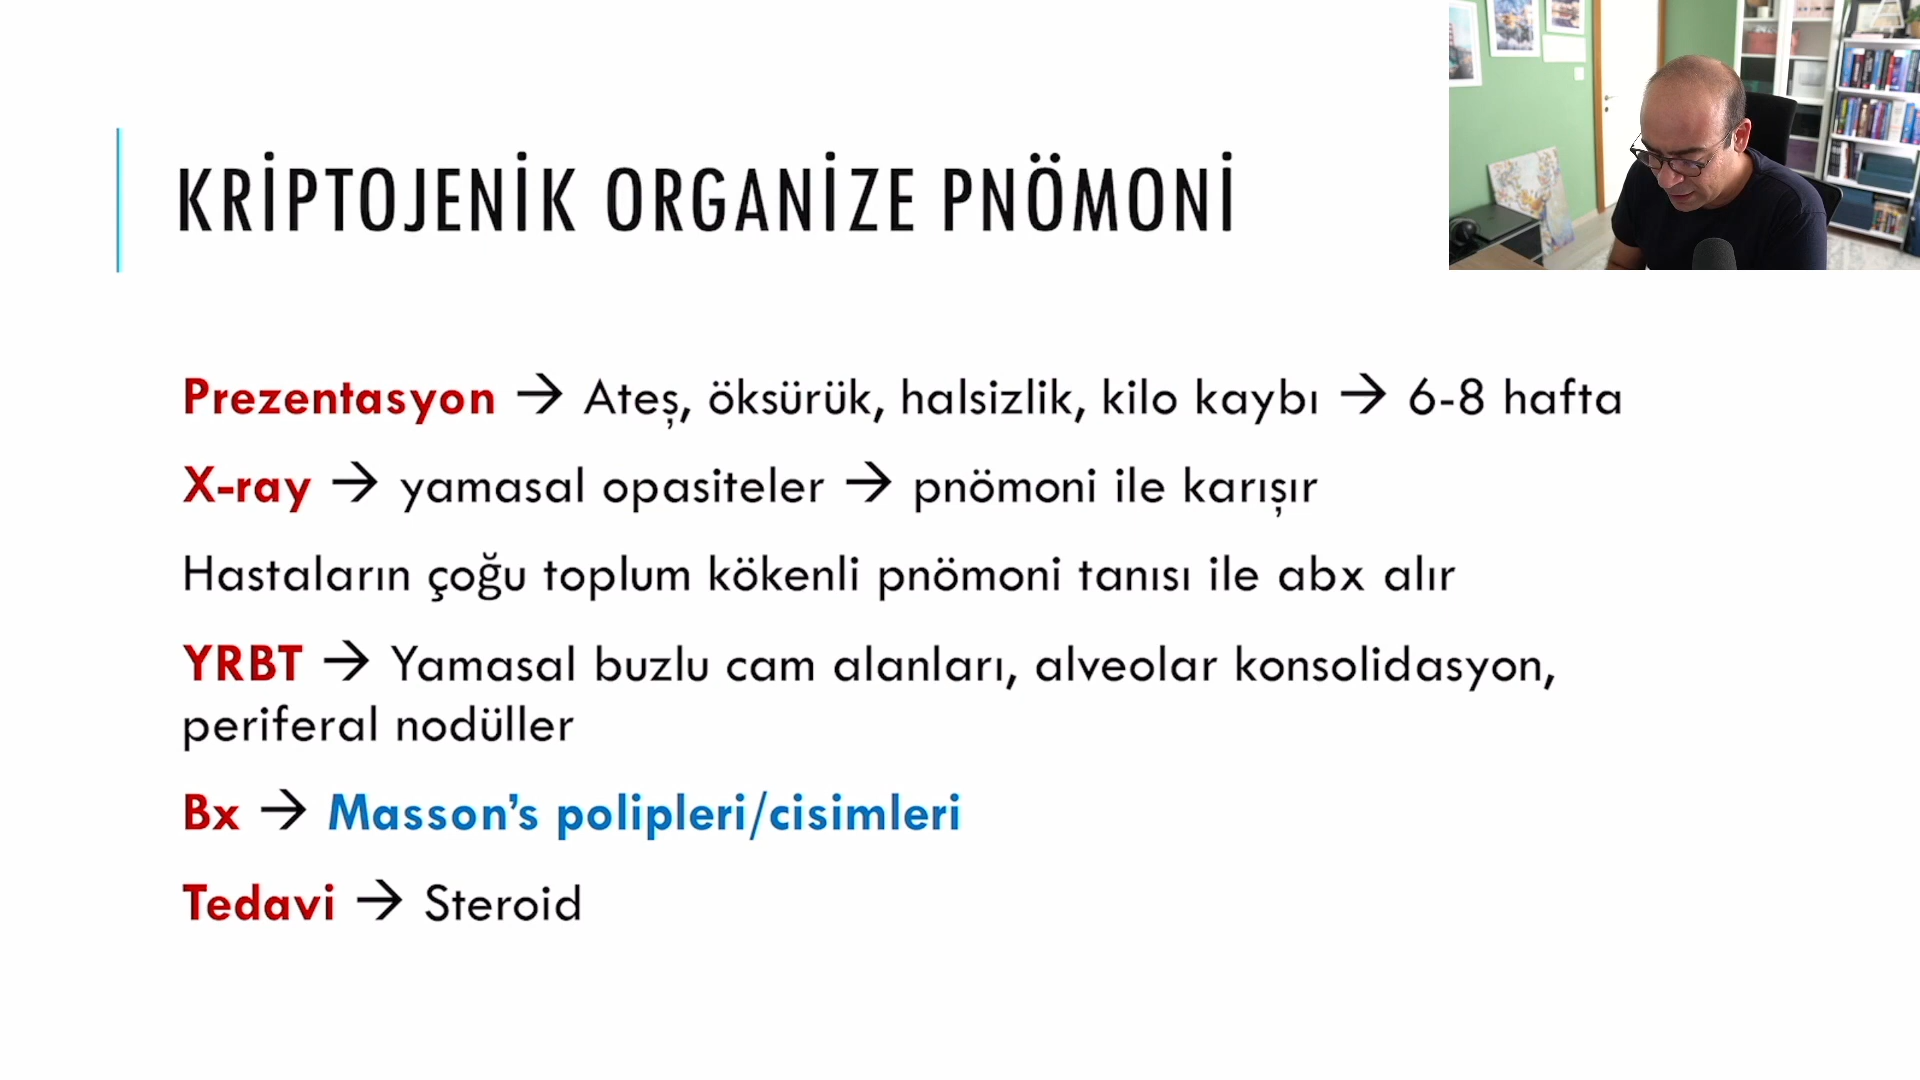 KRİPTOJENİK ORGANİZE PNÖMONİ
Prezentasyon → Ateş, öksürük, halsizlik, kilo kaybı → 6-8 hafta
X-ray → yamasal opasiteler → pnömoni ile karışır
Hastaların çoğu toplum kökenli pnömoni tanısı ile abx alır
YRBT → Yamasal buzlu cam alanları, alveolar konsolidasyon,
periferal nodüller
Bx → Masson’s polipleri/cisimleri
Tedavi → Steroid